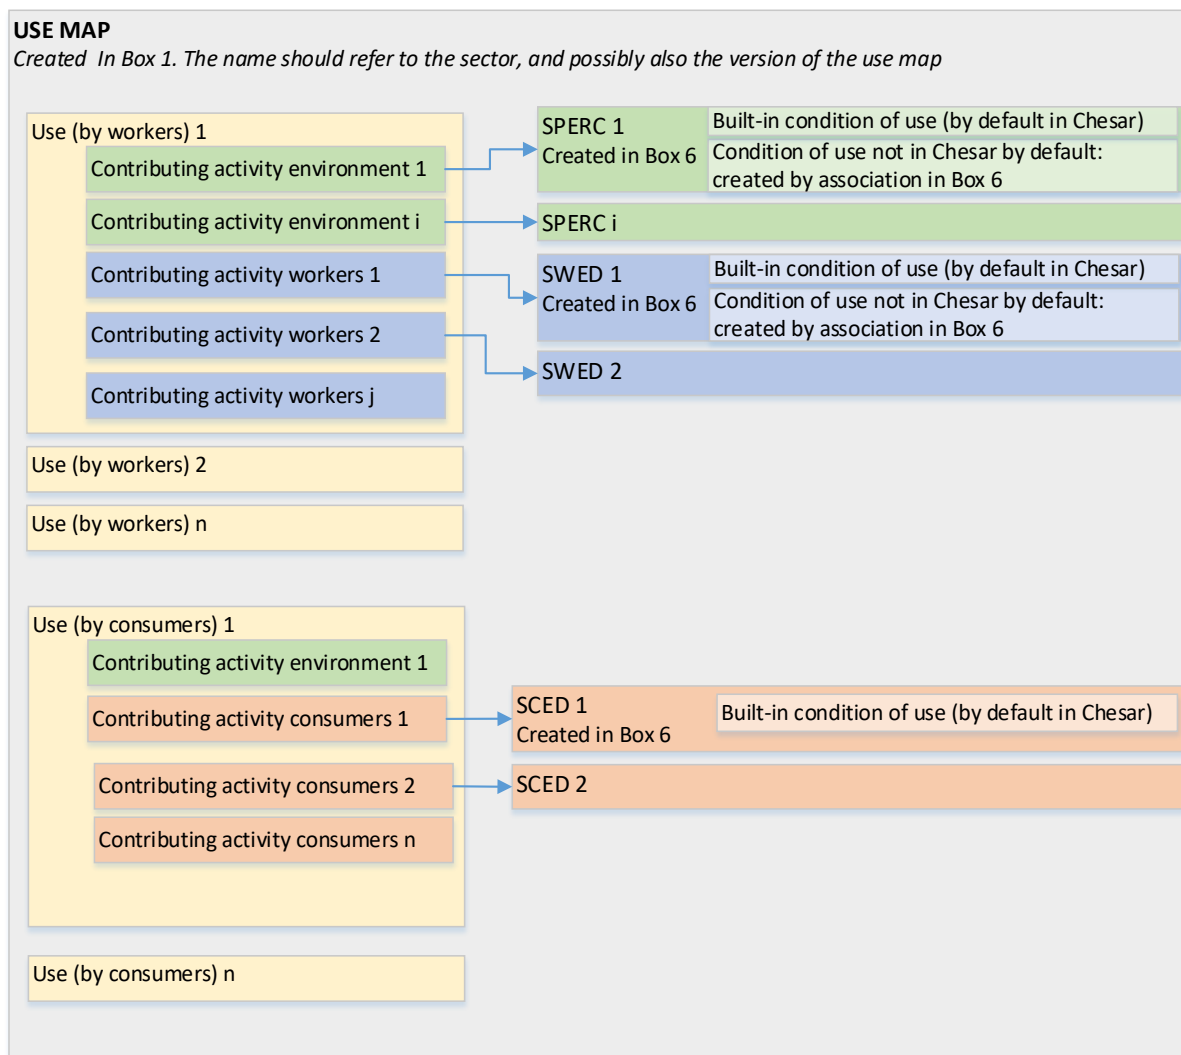 USE MAP
Created  In Box 1. The name should refer to the sector, and possibly also the version of the use map
Use (by workers) 1
Contributing activity environment 1
Contributing activity environment i
Contributing activity workers 1
Contributing activity workers 2
Contributing activity workers j
SPERC 1
Created in Box 6
Built-in condition of use (by default in Chesar)
Condition of use not in Chesar by default:
created by association in Box 6
SPERC i
SWED 1
Created in Box 6
Built-in condition of use (by default in Chesar)
Condition of use not in Chesar by default:
created by association in Box 6
SWED 2
Use (by workers) 2
Use (by workers) n
Use (by consumers) 1
Contributing activity environment 1
Contributing activity consumers 1
Contributing activity consumers 2
Contributing activity consumers n
SCED 1
Created in Box 6
Built-in condition of use (by default in Chesar)
SCED 2
Use (by consumers) n